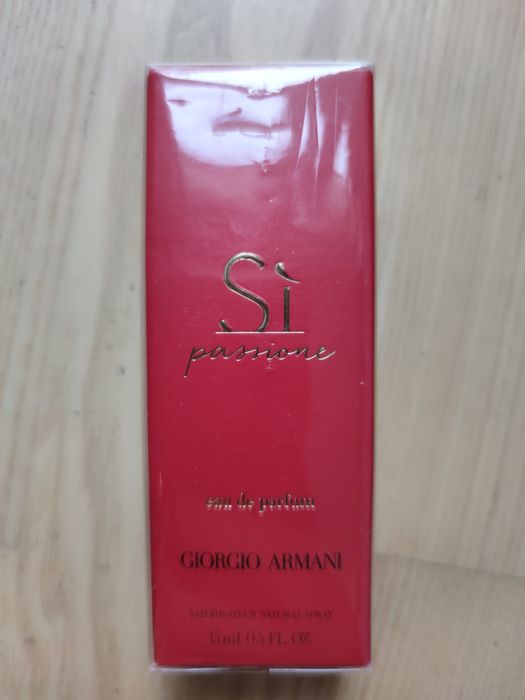 Sì
passione
eau de parfum
GIORGIO ARMANI
VAPORISATEUR NATURAL SPRAY
15 ml 0.5 FL. OZ.